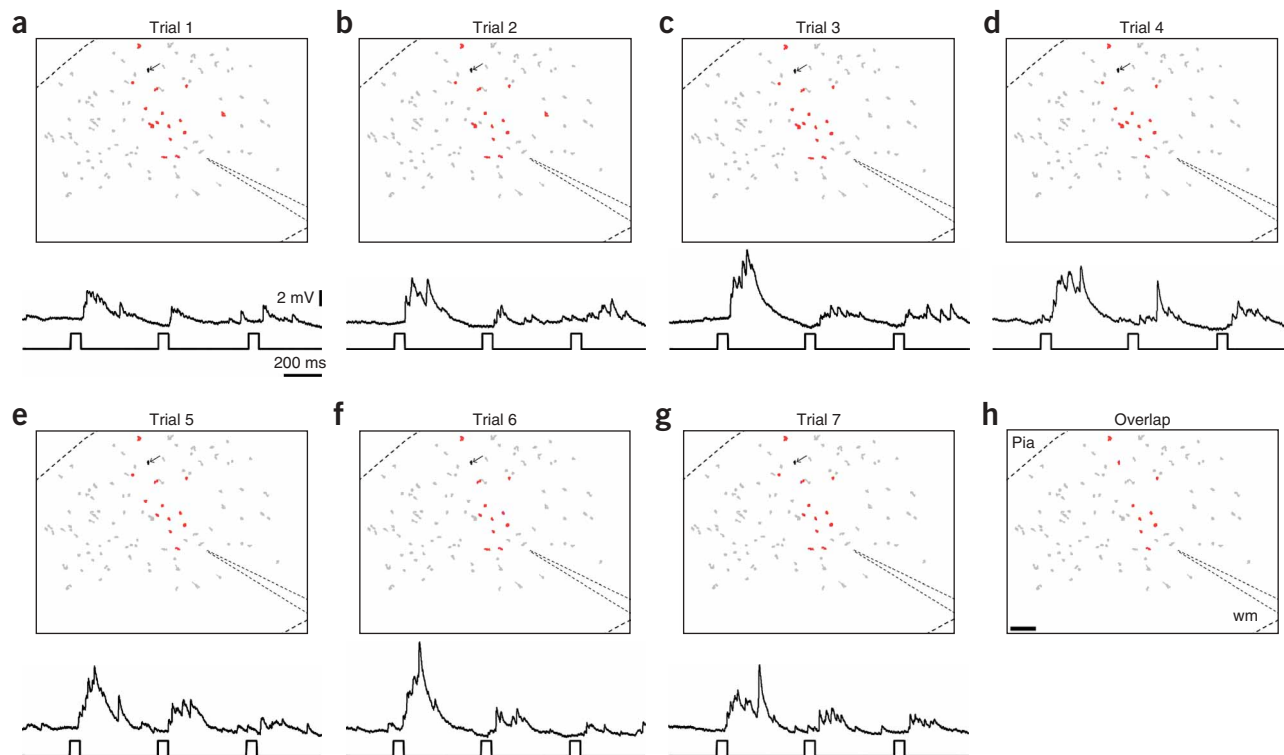 a
Trial 1
b
Trial 2
c
Trial 3
d
Trial 4
2 mV
200 ms
e
Trial 5
f
Trial 6
g
Trial 7
h
Overlap
Pia
wm